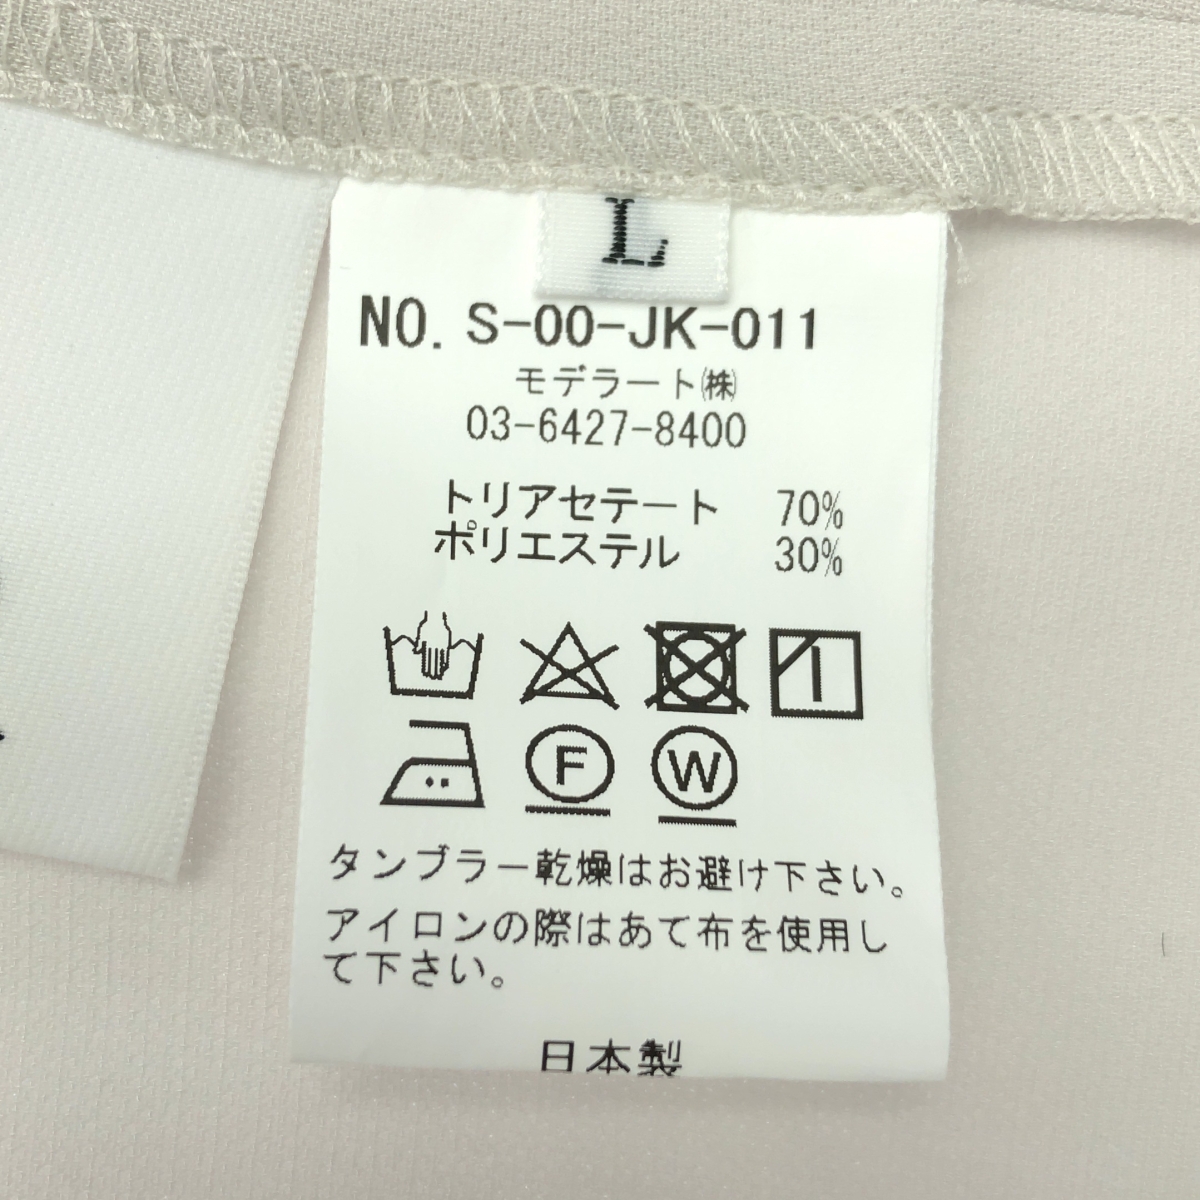 L
NO. S-00-JK-011
モデラート㈱
03-6427-8400
トリアセテート 70%
ポリエステル 30%
F W
タンブラー乾燥はお避け下さい。
アイロンの際はあて布を使用し
て下さい。
日本製